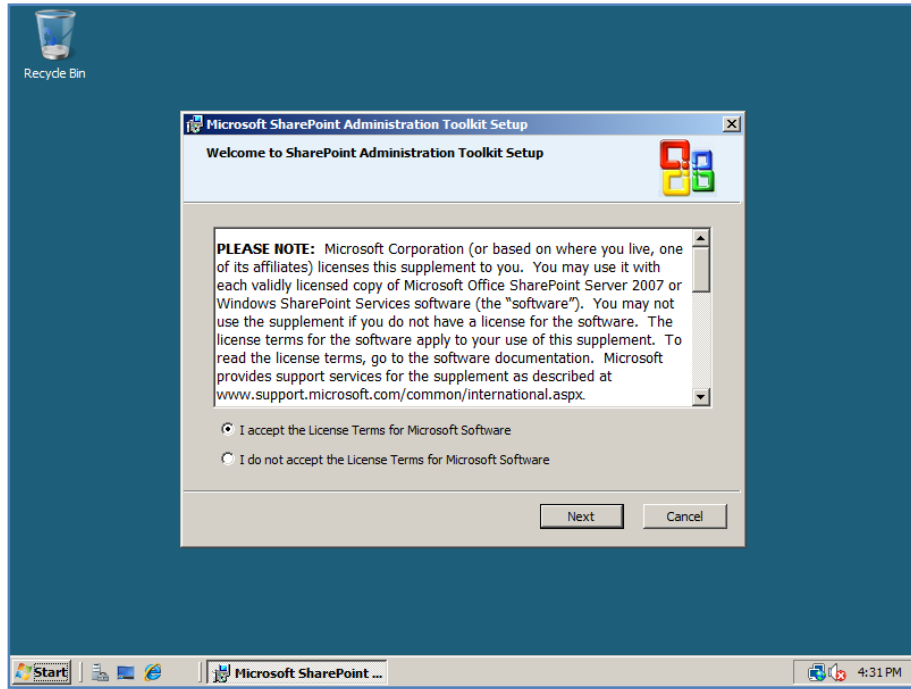 Recycle Bin
Microsoft SharePoint Administration Toolkit Setup
Welcome to SharePoint Administration Toolkit Setup
PLEASE NOTE: Microsoft Corporation (or based on where you live, one
of its affiliates) licenses this supplement to you. You may use it with
each validly licensed copy of Microsoft Office SharePoint Server 2007 or
Windows SharePoint Services software (the “software”). You may not
use the supplement if you do not have a license for the software. The
license terms for the software apply to your use of this supplement. To
read the license terms, go to the software documentation. Microsoft
provides support services for the supplement as described at
www.support.microsoft.com/common/international.aspx.
I accept the License Terms for Microsoft Software
I do not accept the License Terms for Microsoft Software
Next Cancel
Start Microsoft SharePoint ... 4:31 PM